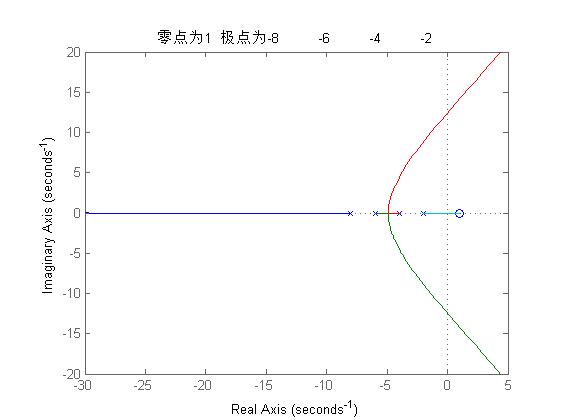 零点为1 极点为-8 -6 -4 -2
20
15
10
5
0
-5
-10
-15
-20
Imaginary Axis (seconds⁻¹)
-30 -25 -20 -15 -10 -5 0 5
Real Axis (seconds⁻¹)